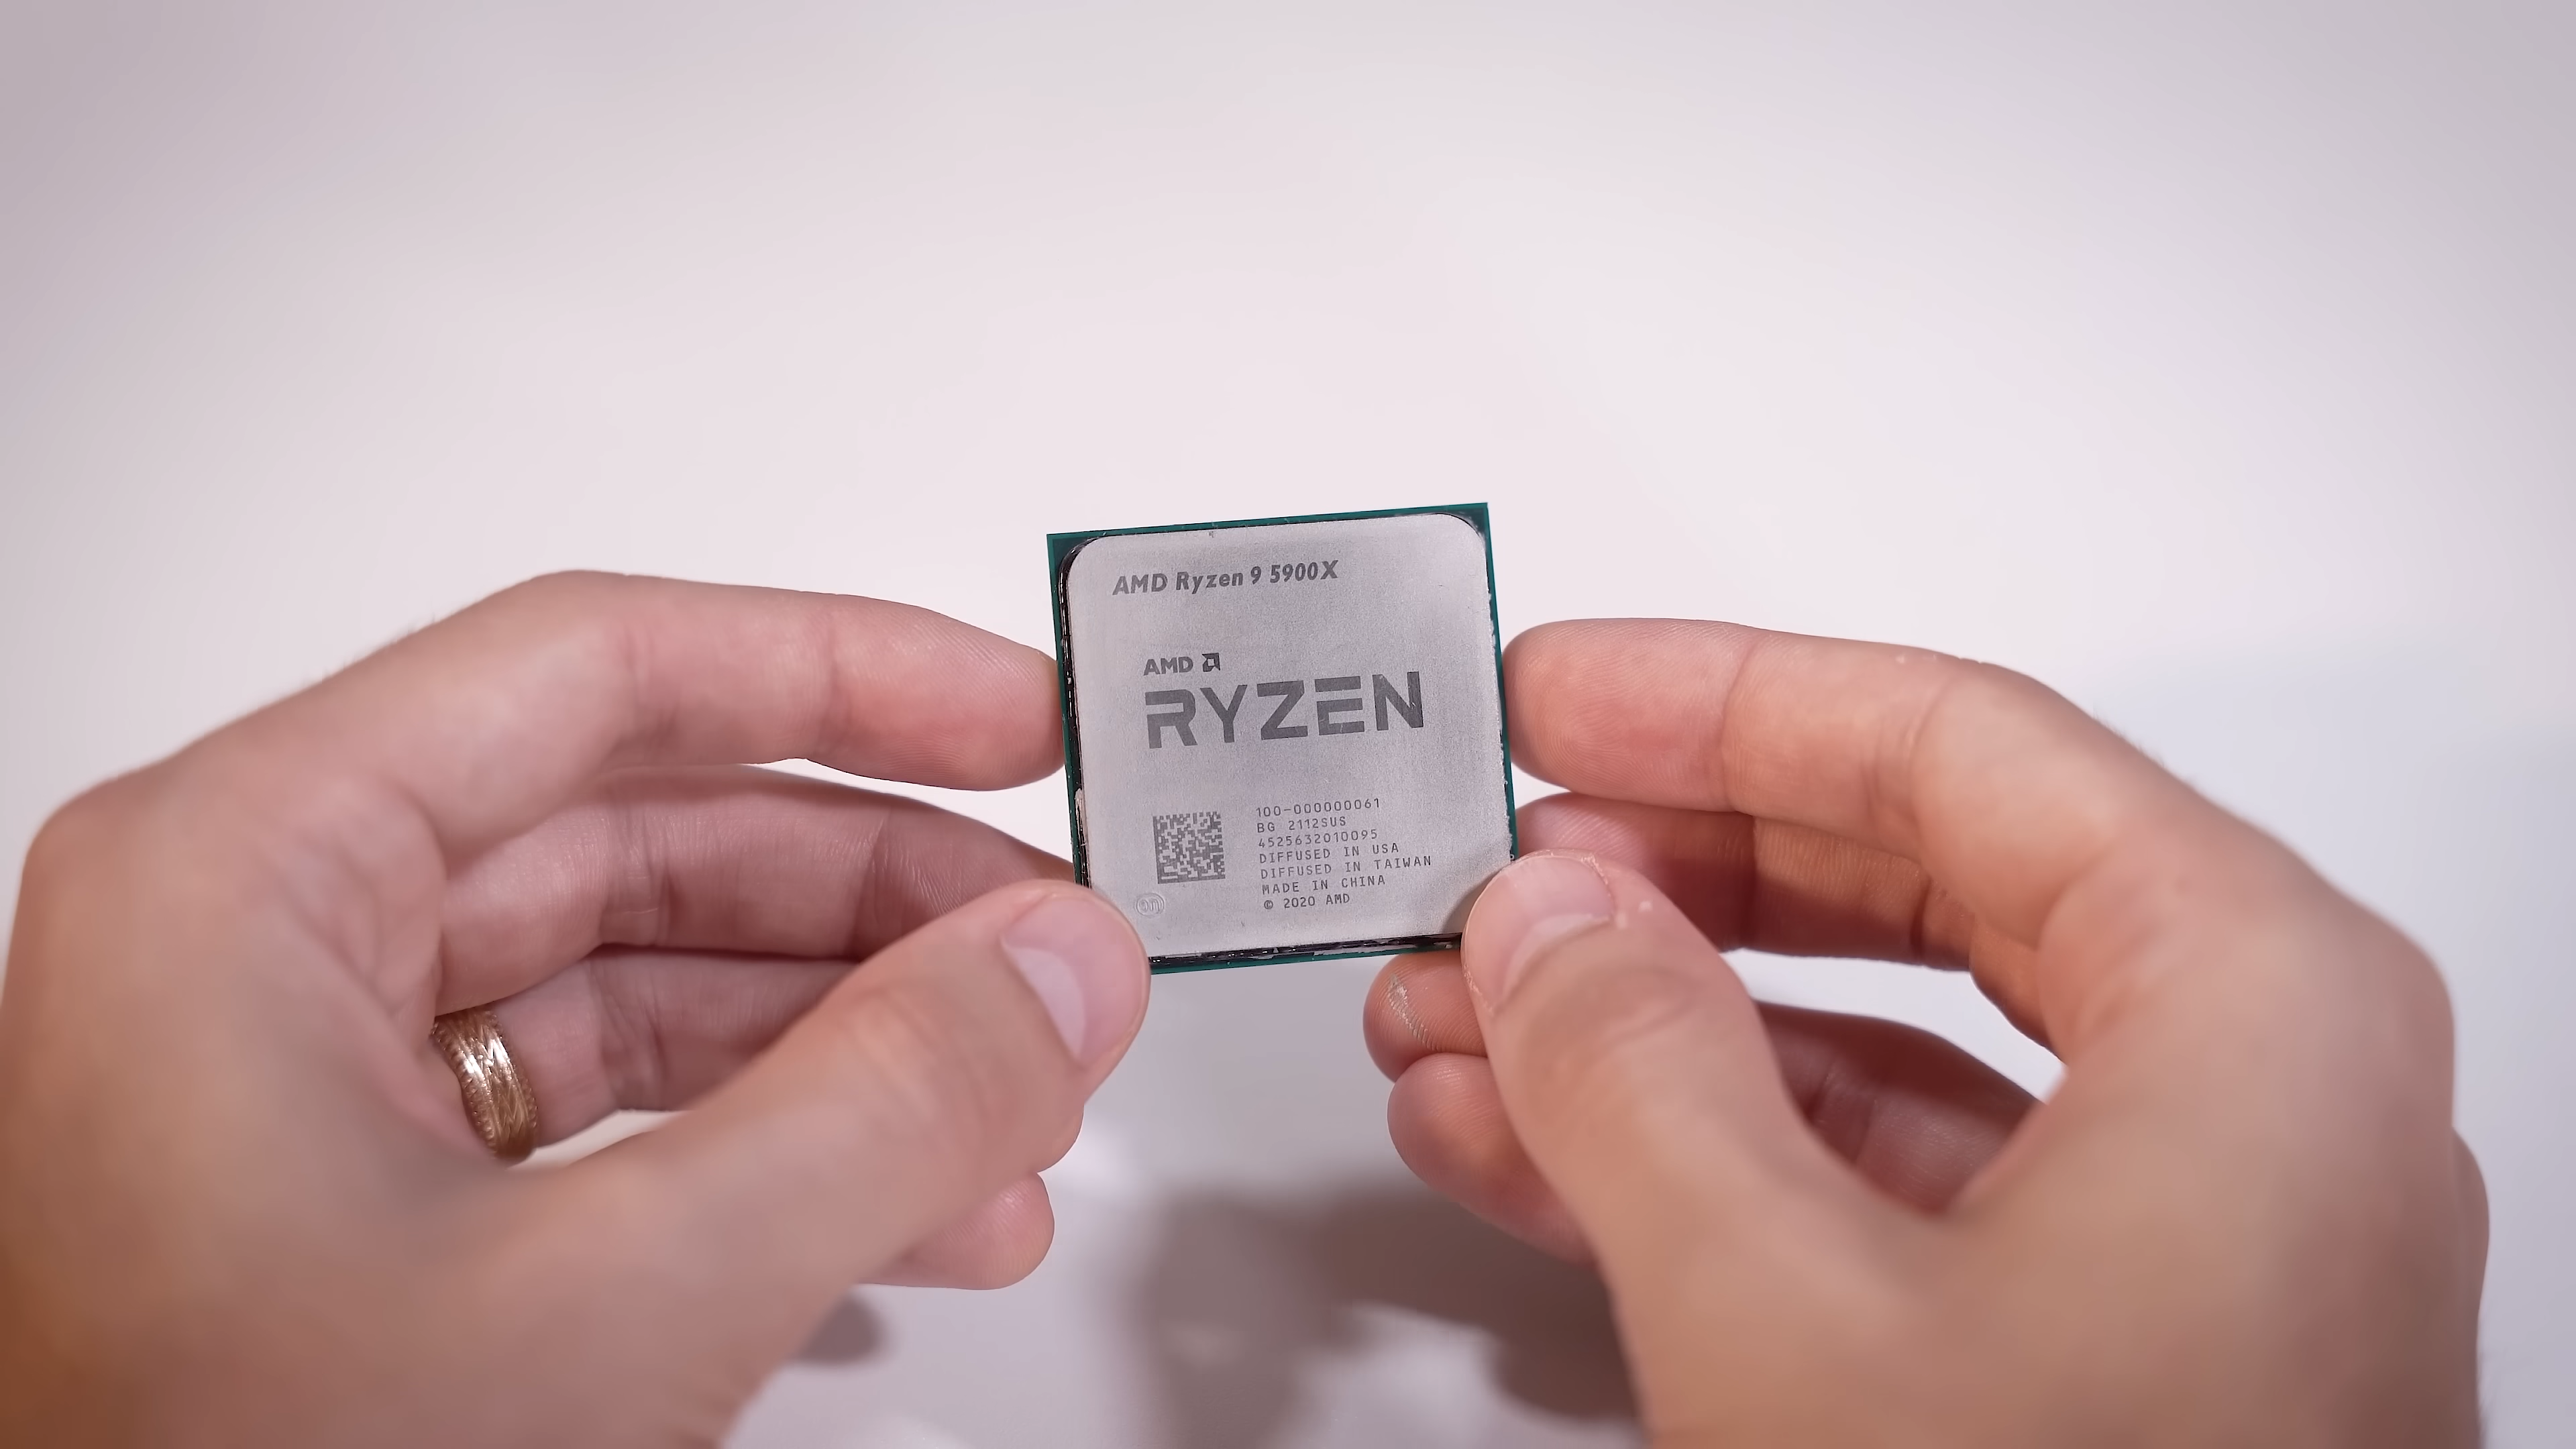 AMD Ryzen 9 5900X
AMD
RYZEN
100-000000061
BG 2112SUS
4525632010095
DIFFUSED IN USA
DIFFUSED IN TAIWAN
MADE IN CHINA
© 2020 AMD